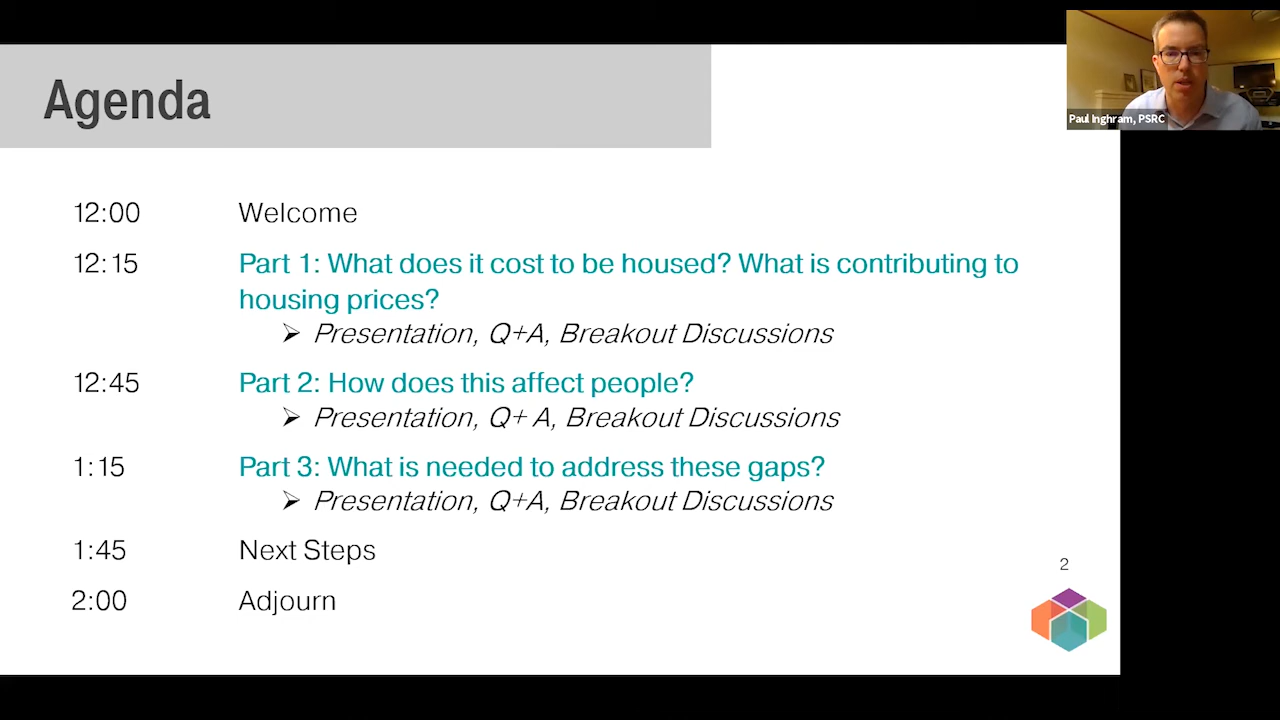 Agenda
Paul Inghram, PSRC
12:00 Welcome
12:15 Part 1: What does it cost to be housed? What is contributing to
housing prices?
➢ Presentation, Q+A, Breakout Discussions
12:45 Part 2: How does this affect people?
➢ Presentation, Q+ A, Breakout Discussions
1:15 Part 3: What is needed to address these gaps?
➢ Presentation, Q+A, Breakout Discussions
1:45 Next Steps
2
2:00 Adjourn